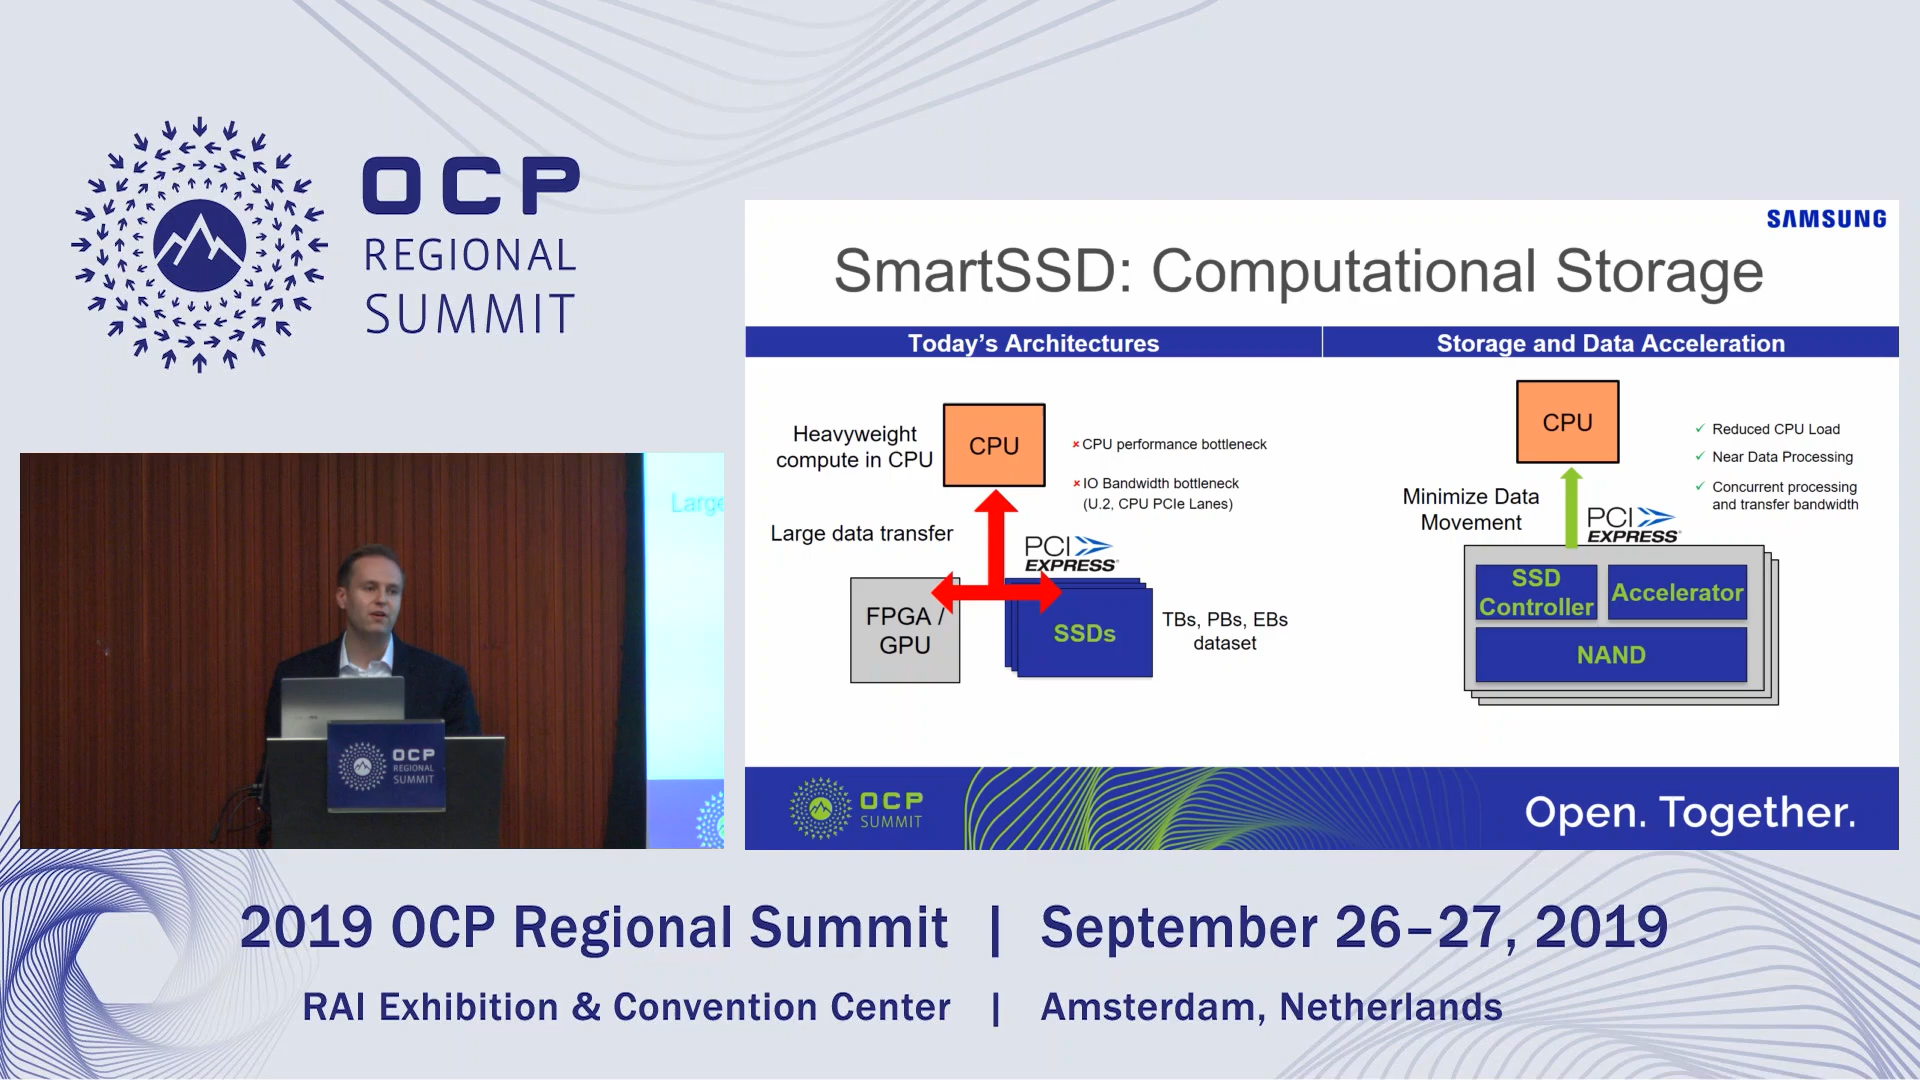 OCP
REGIONAL
SUMMIT
SAMSUNG
SmartSSD: Computational Storage
Today's Architectures
Storage and Data Acceleration
Heavyweight
compute in CPU
CPU
CPU performance bottleneck
IO Bandwidth bottleneck
(U.2, CPU PCIe Lanes)
Large data transfer
PCI
EXPRESS
FPGA /
GPU
SSDs
TBs, PBs, EBs
dataset
CPU
Reduced CPU Load
Near Data Processing
Concurrent processing
and transfer bandwidth
Minimize Data
Movement
PCI
EXPRESS
SSD
Controller
Accelerator
NAND
OCP
SUMMIT
Open. Together.
Large
OCP
REGIONAL
SUMMIT
2019 OCP Regional Summit | September 26–27, 2019
RAI Exhibition & Convention Center | Amsterdam, Netherlands